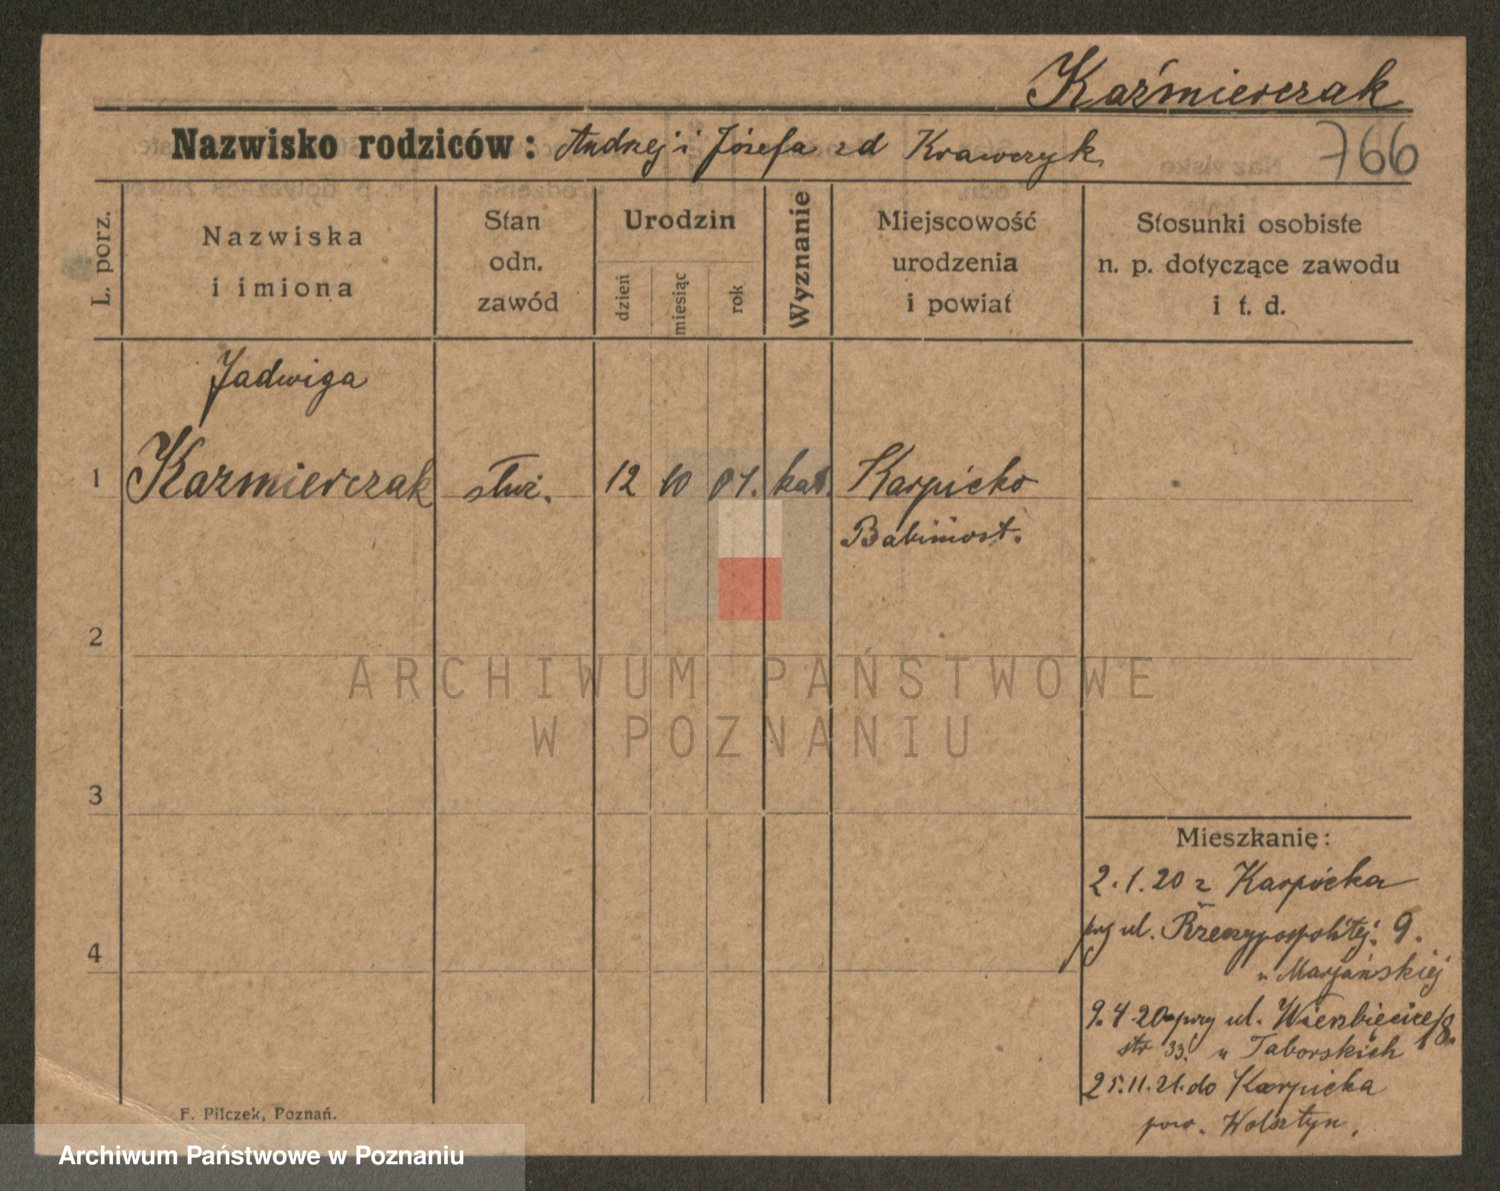 Kaźmierczak
Nazwisko rodziców: Andrzej i Józefa zd Krawczyk
766
L. porz.
Nazwiska
i imiona
Stan
odn.
zawód
Urodzin
dzień
miesiąc
rok
Wyznanie
Miejscowość
urodzenia
i powiat
Stosunki osobiste
n. p. dotyczące zawodu
i t. d.
Jadwiga
1 Kazmierczak służ. 12 10 01. kat. Karpicko
Babimost.
2
ARCHIWUM PAŃSTWOWE
W POZNANIU
3
4
Mieszkanie:
2.1.20 z Karpicka
przy ul. Rzeczypospolitej. 9.
u Marjańskiej
9.4.20 przy ul. Wierzbięcice
str 33. u Taborskich
25.11.21. do Karpicka
pow. Wolsztyn.
F. Pilczek, Poznań.
Archiwum Państwowe w Poznaniu